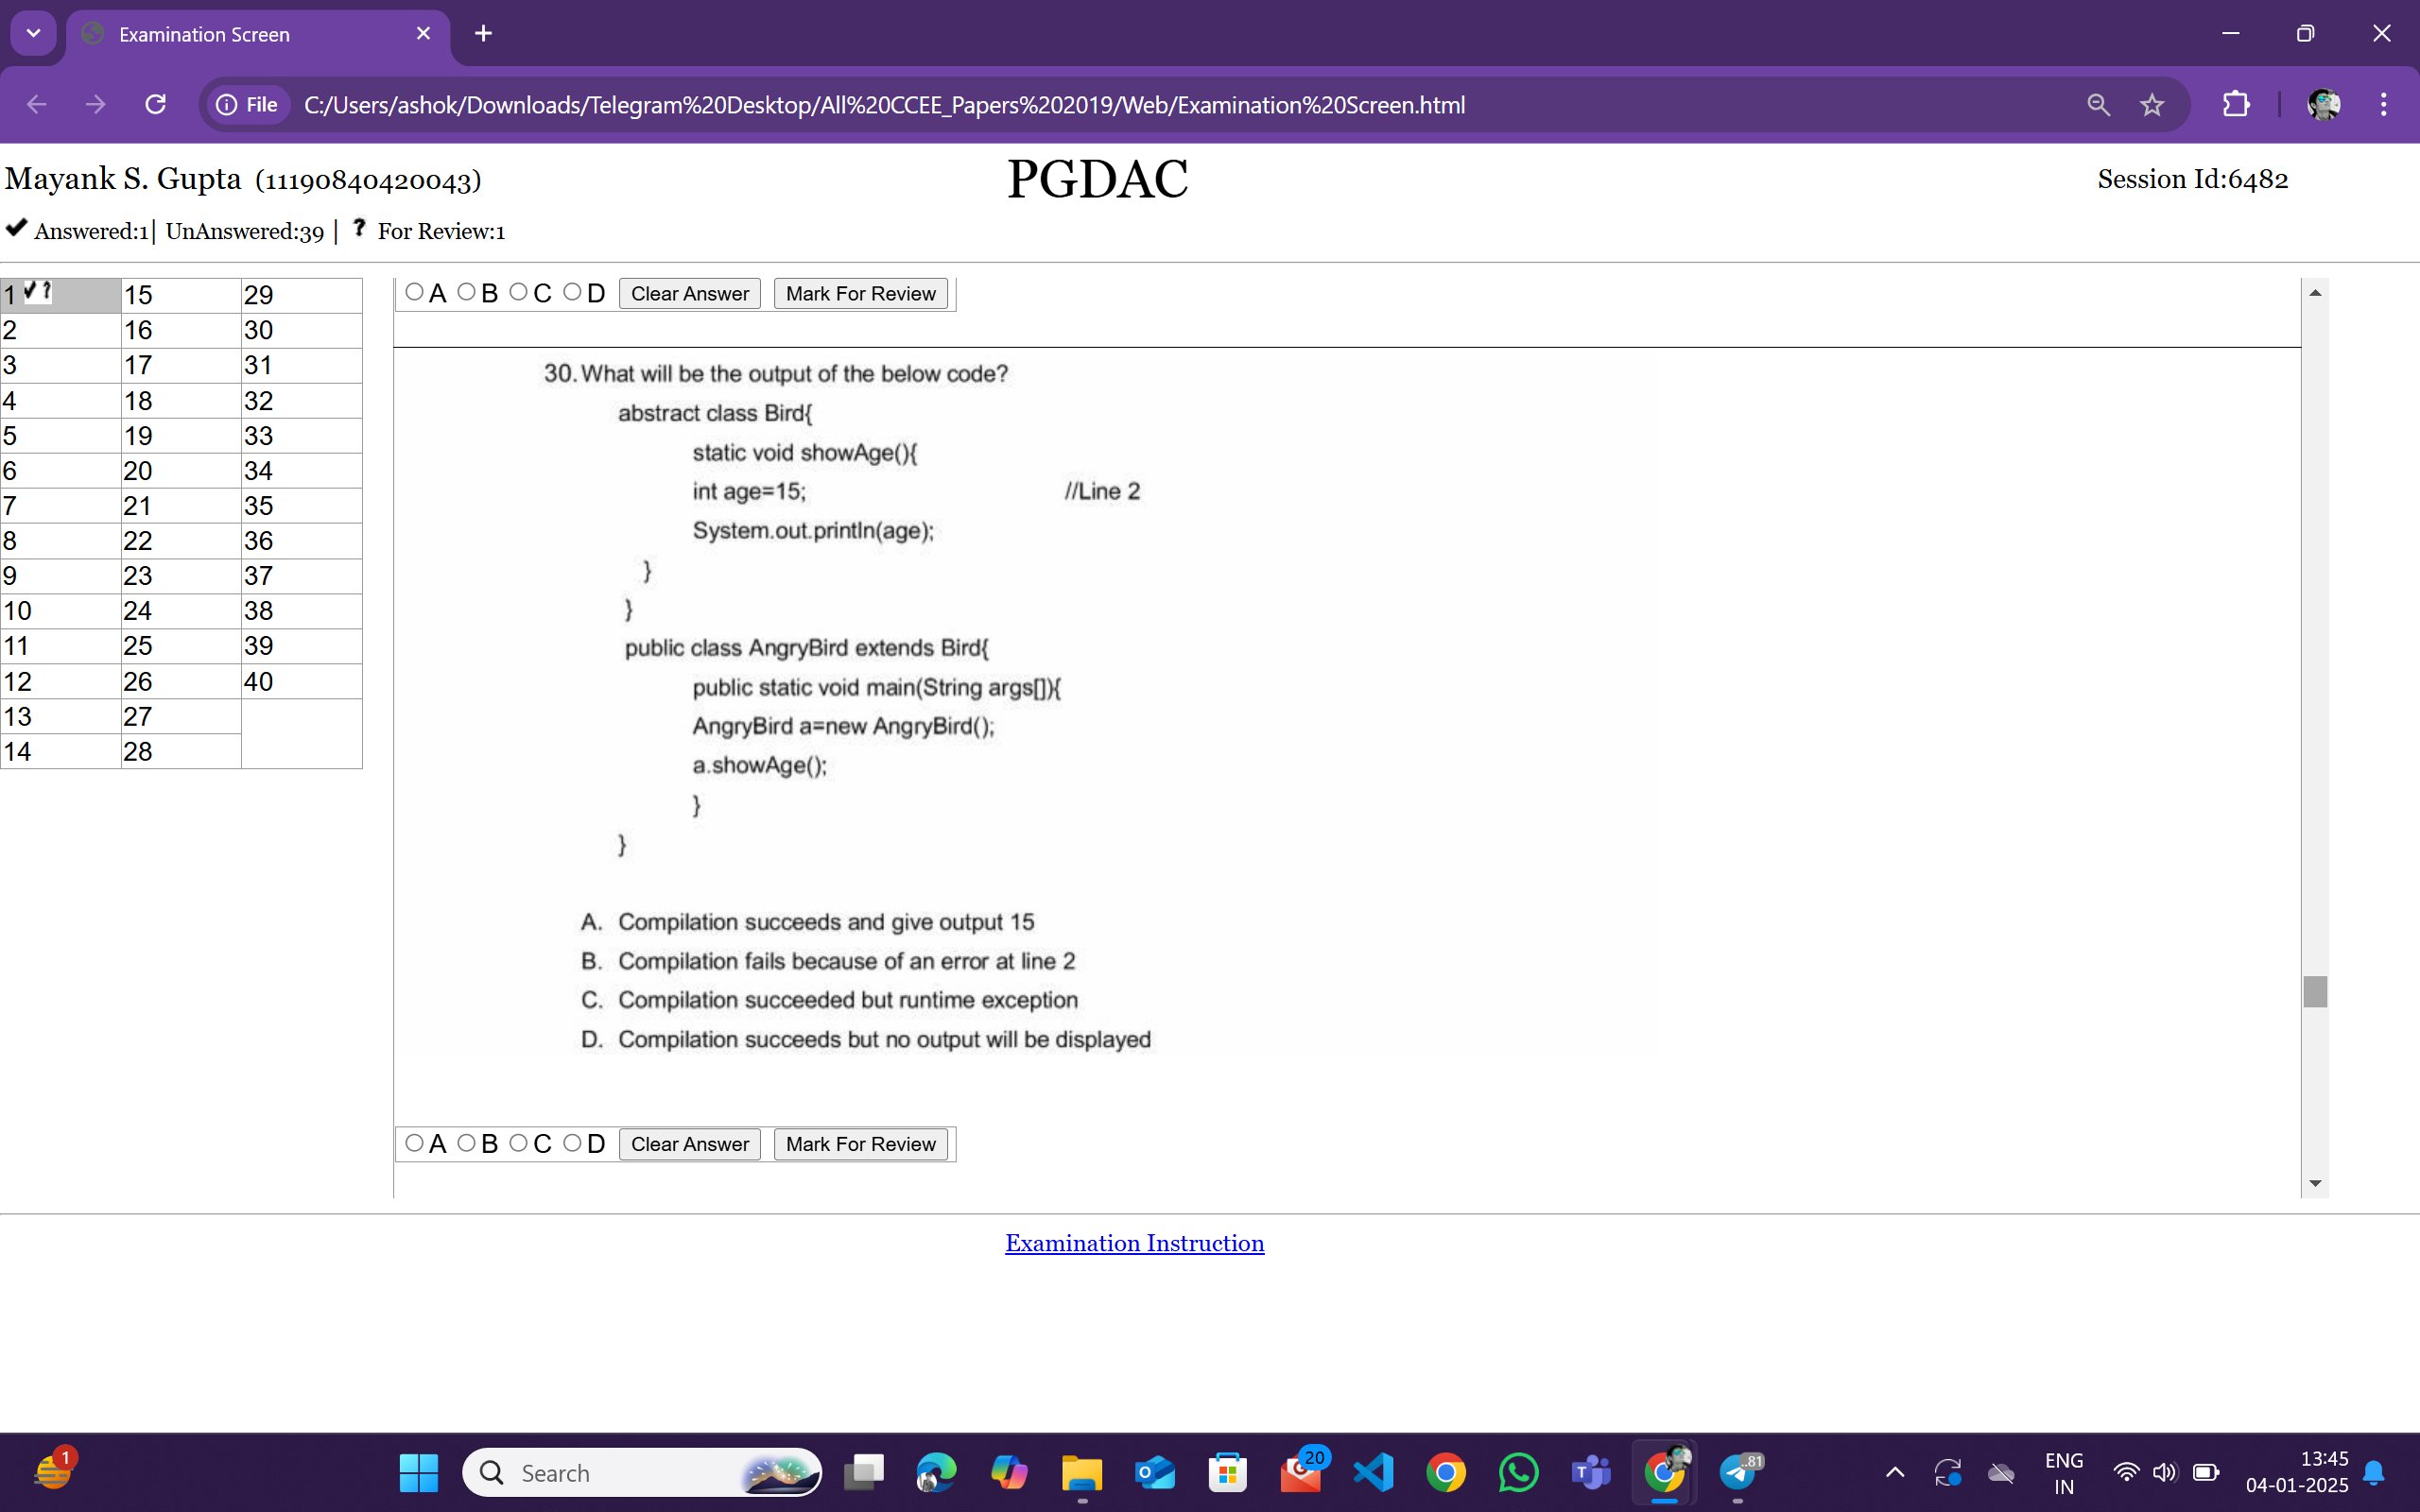 Examination Screen
File
C:/Users/ashok/Downloads/Telegram%20Desktop/All%20CCEE_Papers%202019/Web/Examination%20Screen.html
Mayank S. Gupta (11190840420043)
PGDAC
Session Id:6482
Answered:1| UnAnswered:39 | ? For Review:1
1 ? 15 29
2 16 30
3 17 31
4 18 32
5 19 33
6 20 34
7 21 35
8 22 36
9 23 37
10 24 38
11 25 39
12 26 40
13 27
14 28
A B C D Clear Answer Mark For Review
30. What will be the output of the below code?
abstract class Bird{
static void showAge(){
int age=15; //Line 2
System.out.println(age);
}
}
public class AngryBird extends Bird{
public static void main(String args[]){
AngryBird a=new AngryBird();
a.showAge();
}
}
A. Compilation succeeds and give output 15
B. Compilation fails because of an error at line 2
C. Compilation succeeded but runtime exception
D. Compilation succeeds but no output will be displayed
A B C D Clear Answer Mark For Review
Examination Instruction
1
Search
20
..81
ENG
IN
13:45
04-01-2025